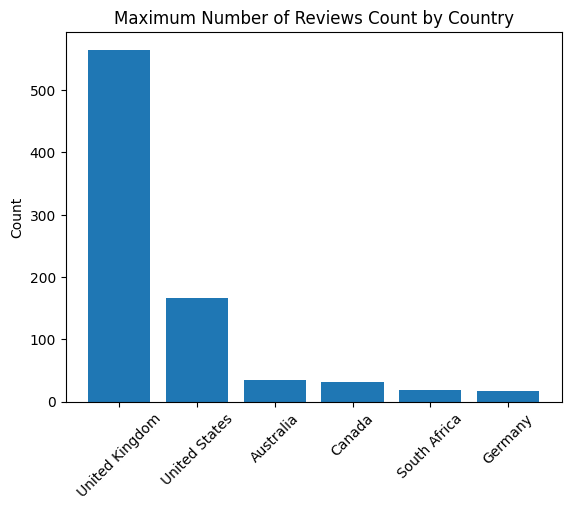 Maximum Number of Reviews Count by Country
Count
500
400
300
200
100
0
United Kingdom
United States
Australia
Canada
South Africa
Germany